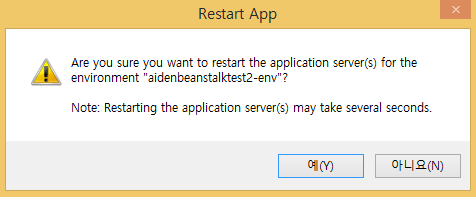 Restart App
Are you sure you want to restart the application server(s) for the
environment "aidenbeanstalktest2-env"?
Note: Restarting the application server(s) may take several seconds.
예(Y)
아니요(N)